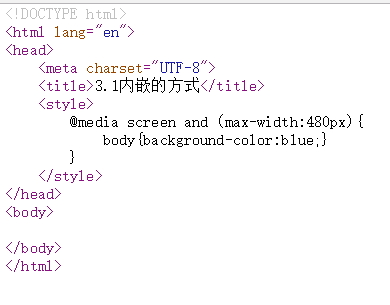 <!DOCTYPE html>
<html lang="en">
<head>
    <meta charset="UTF-8">
    <title>3.1内嵌的方式</title>
    <style>
        @media screen and (max-width:480px){
            body{background-color:blue;}
        }
    </style>
</head>
<body>

</body>
</html>